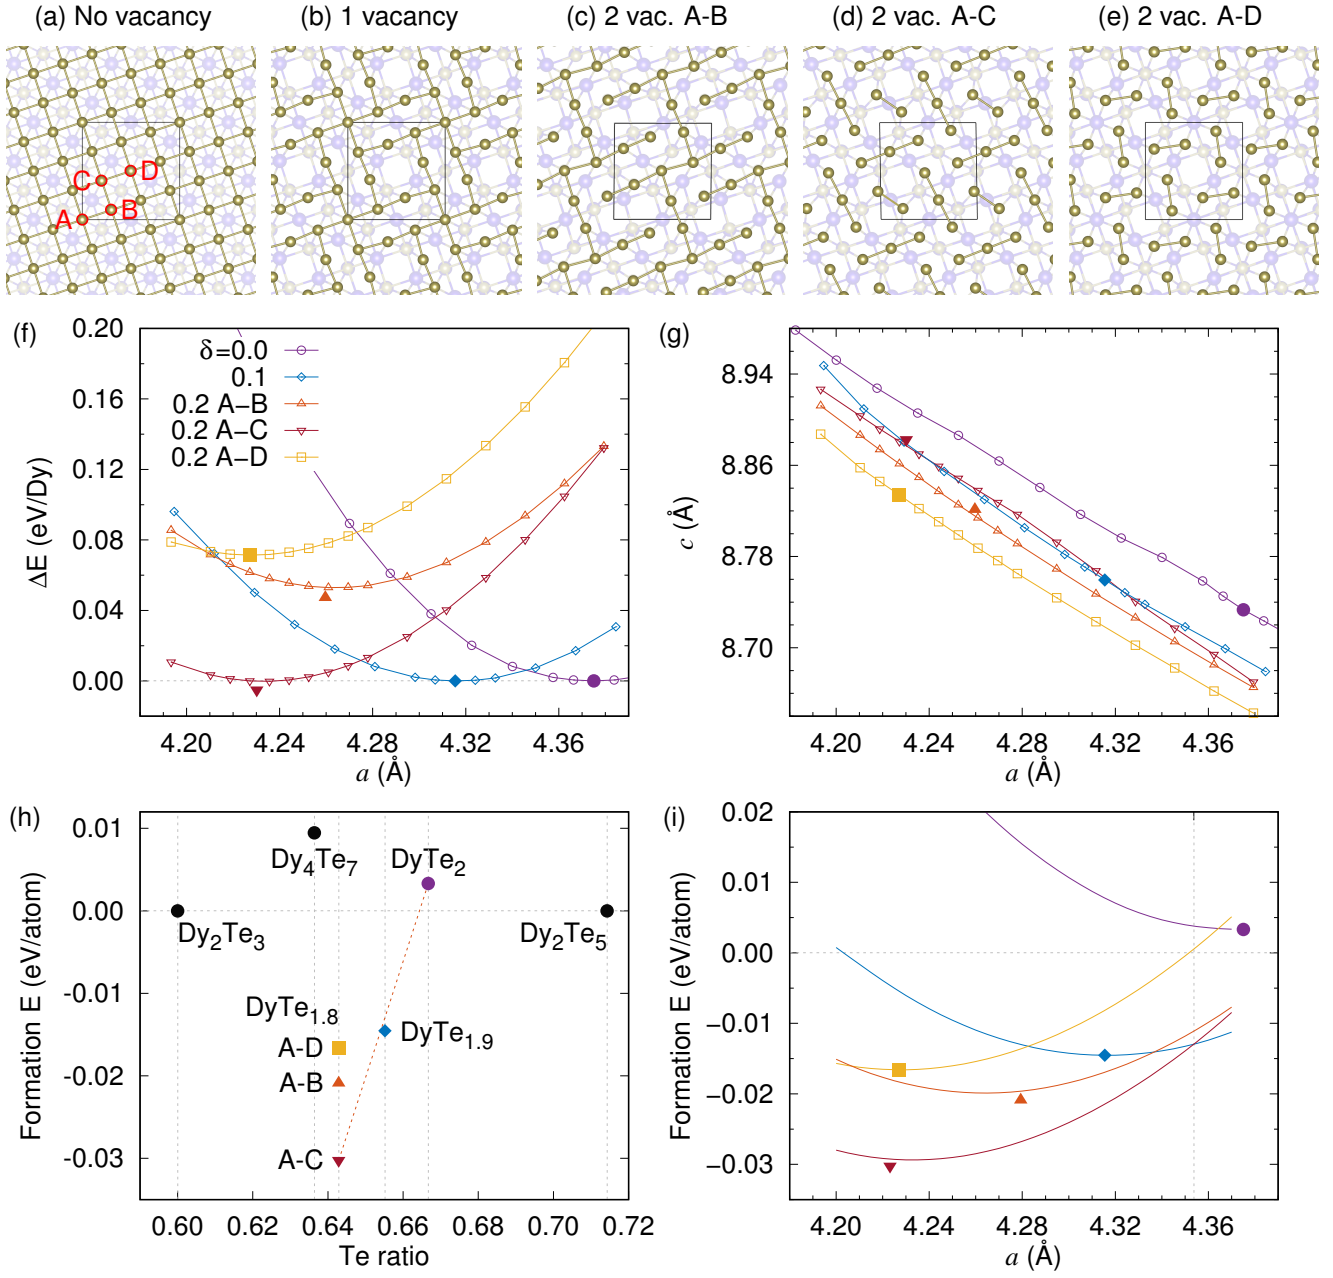 (a) No vacancy
(b) 1 vacancy
(c) 2 vac. A-B
(d) 2 vac. A-C
(e) 2 vac. A-D
C
D
A
B
(f)
0.20
0.16
0.12
0.08
0.04
0.00
ΔE (eV/Dy)
δ=0.0
0.1
0.2 A−B
0.2 A−C
0.2 A−D
4.20
4.24
4.28
4.32
4.36
a (Å)
(g)
8.94
8.86
8.78
8.70
c (Å)
4.20
4.24
4.28
4.32
4.36
a (Å)
(h)
0.01
0.00
-0.01
-0.02
-0.03
Formation E (eV/atom)
Dy4Te7
DyTe2
Dy2Te3
Dy2Te5
DyTe1.8
DyTe1.9
A-D
A-B
A-C
0.60
0.62
0.64
0.66
0.68
0.70
0.72
Te ratio
(i)
0.02
0.01
0.00
−0.01
−0.02
−0.03
Formation E (eV/atom)
4.20
4.24
4.28
4.32
4.36
a (Å)